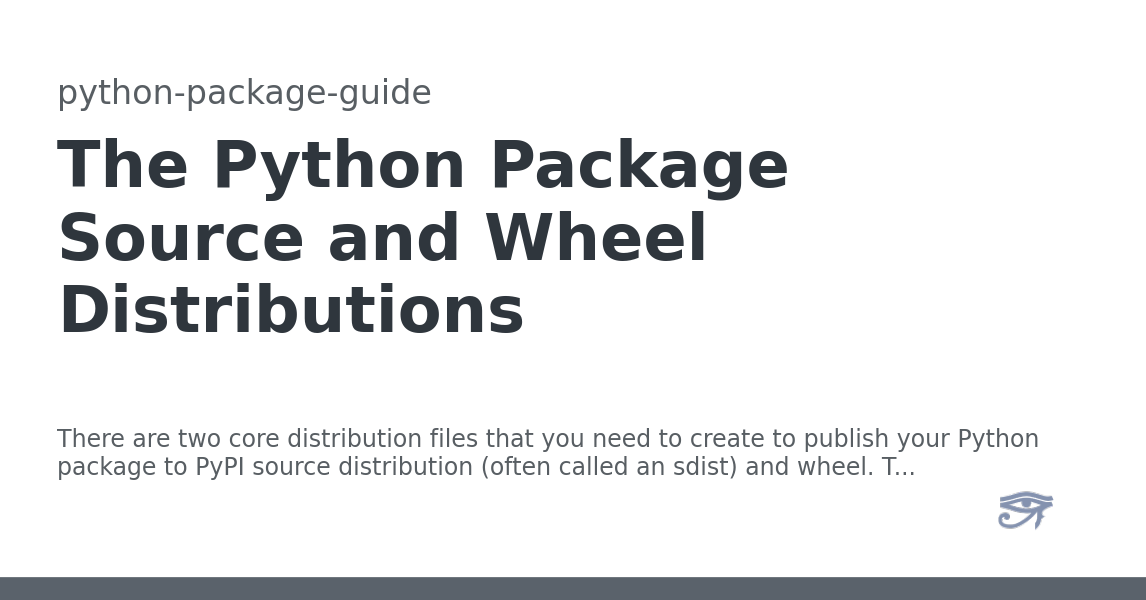 python-package-guide
The Python Package
Source and Wheel
Distributions
There are two core distribution files that you need to create to publish your Python
package to PyPI source distribution (often called an sdist) and wheel. T...